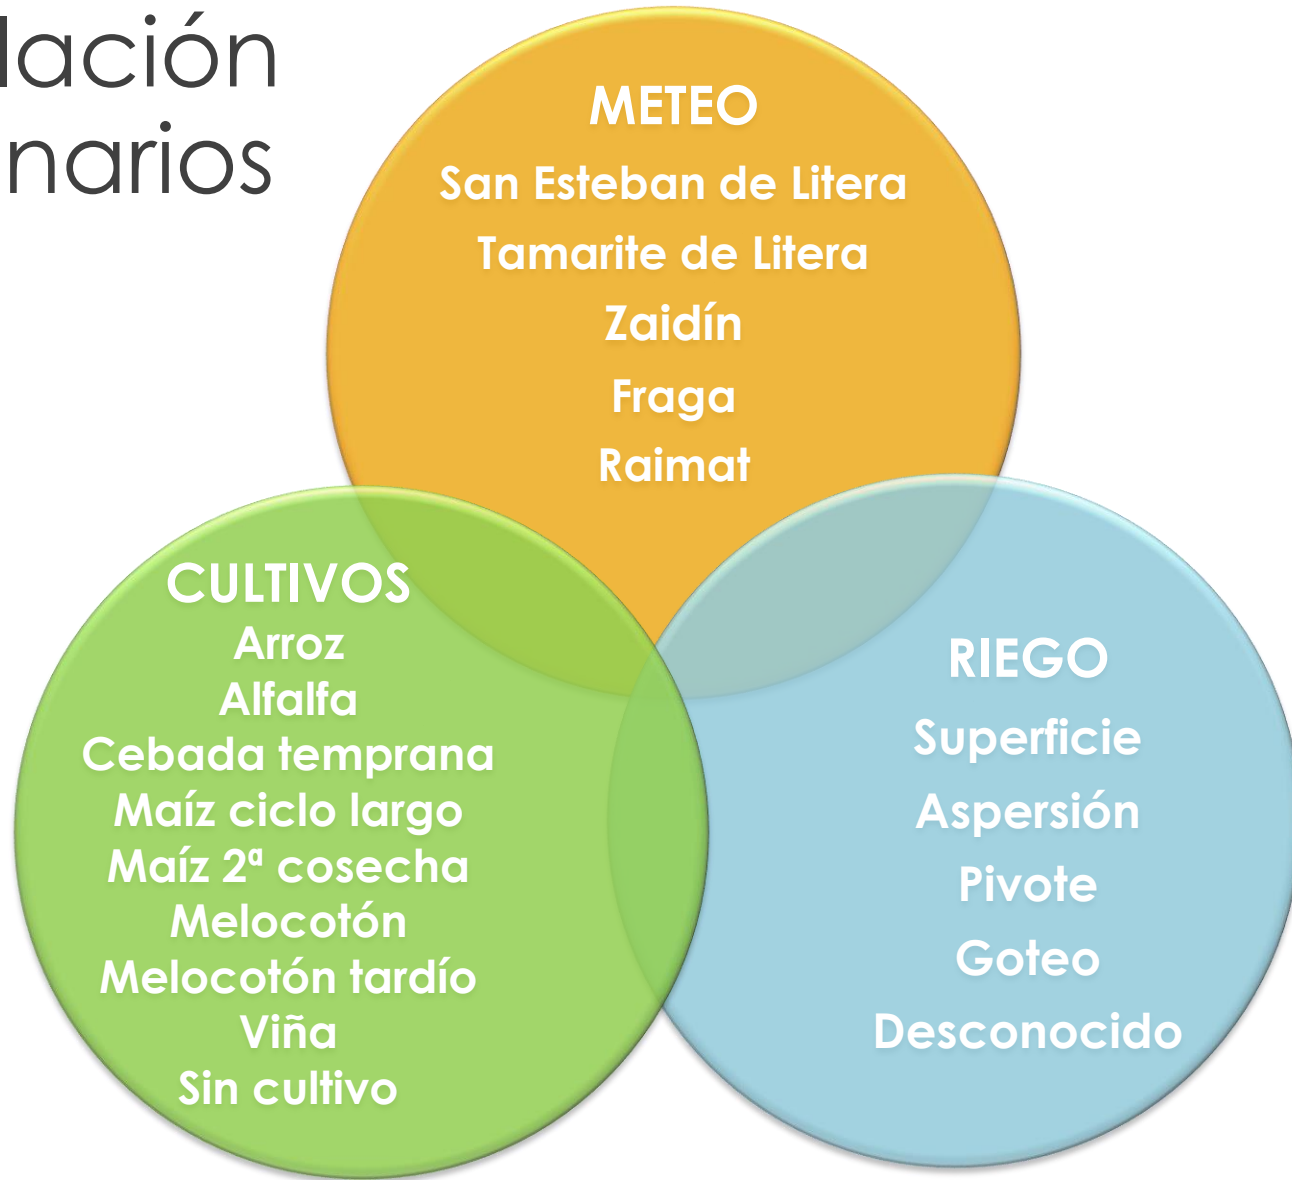 lación
narios
METEO
San Esteban de Litera
Tamarite de Litera
Zaidín
Fraga
Raimat
CULTIVOS
Arroz
Alfalfa
Cebada temprana
Maíz ciclo largo
Maíz 2ª cosecha
Melocotón
Melocotón tardío
Viña
Sin cultivo
RIEGO
Superficie
Aspersión
Pivote
Goteo
Desconocido